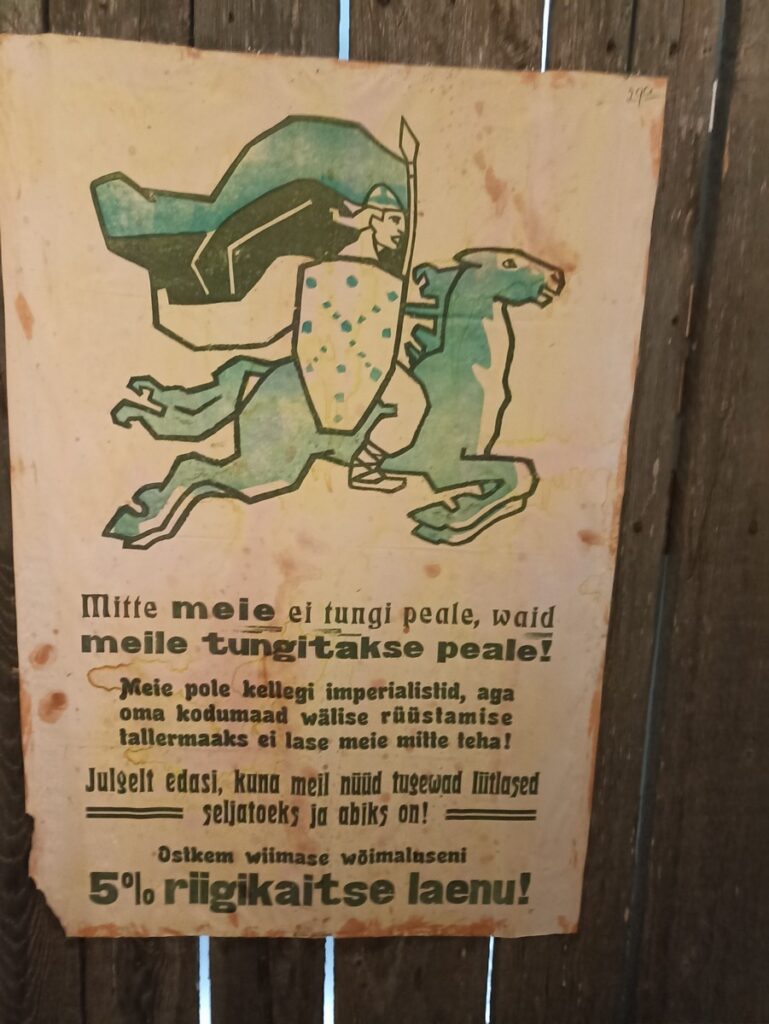 Mitte meie ei tungi peale, waid
meile tungitakse peale!
Meie pole kellegi imperialistid, aga
oma kodumaad wälise rüüstamise
tallermaaks ei lase meie mitte teha!
Julgelt edasi, kuna meil nüüd tugewad liitlased
seljatoeks ja abiks on!
Ostkem wiimase wõimaluseni
5% riigikaitse laenu!